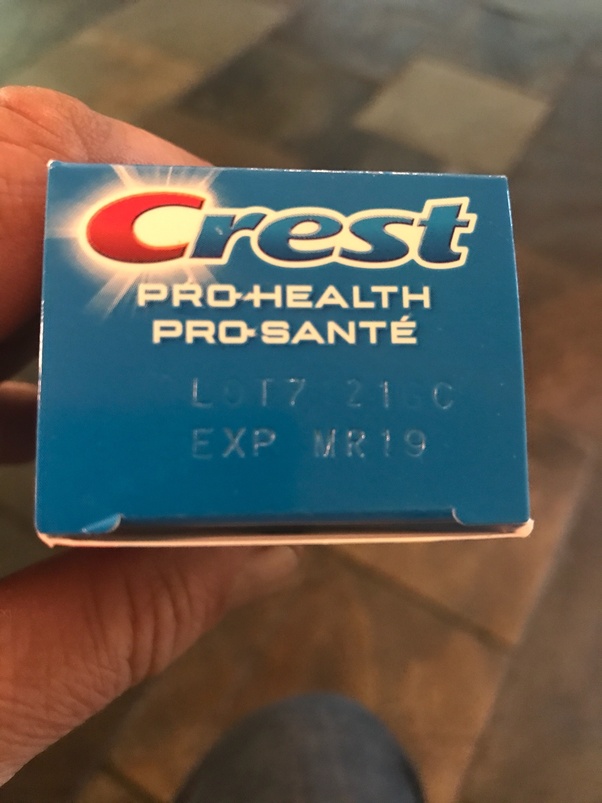 Crest
PRO-HEALTH
PRO-SANTÉ
EXP MR19